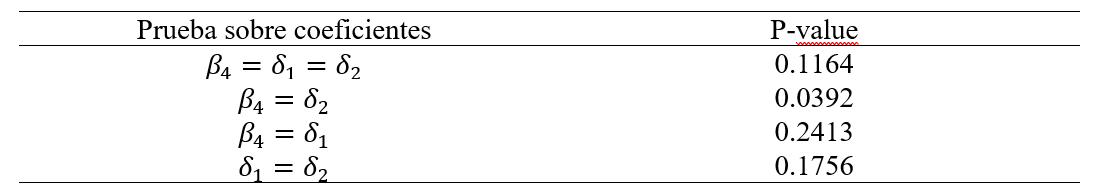 Prueba sobre coeficientes P-value
β₄ = δ₁ = δ₂ 0.1164
β₄ = δ₂ 0.0392
β₄ = δ₁ 0.2413
δ₁ = δ₂ 0.1756